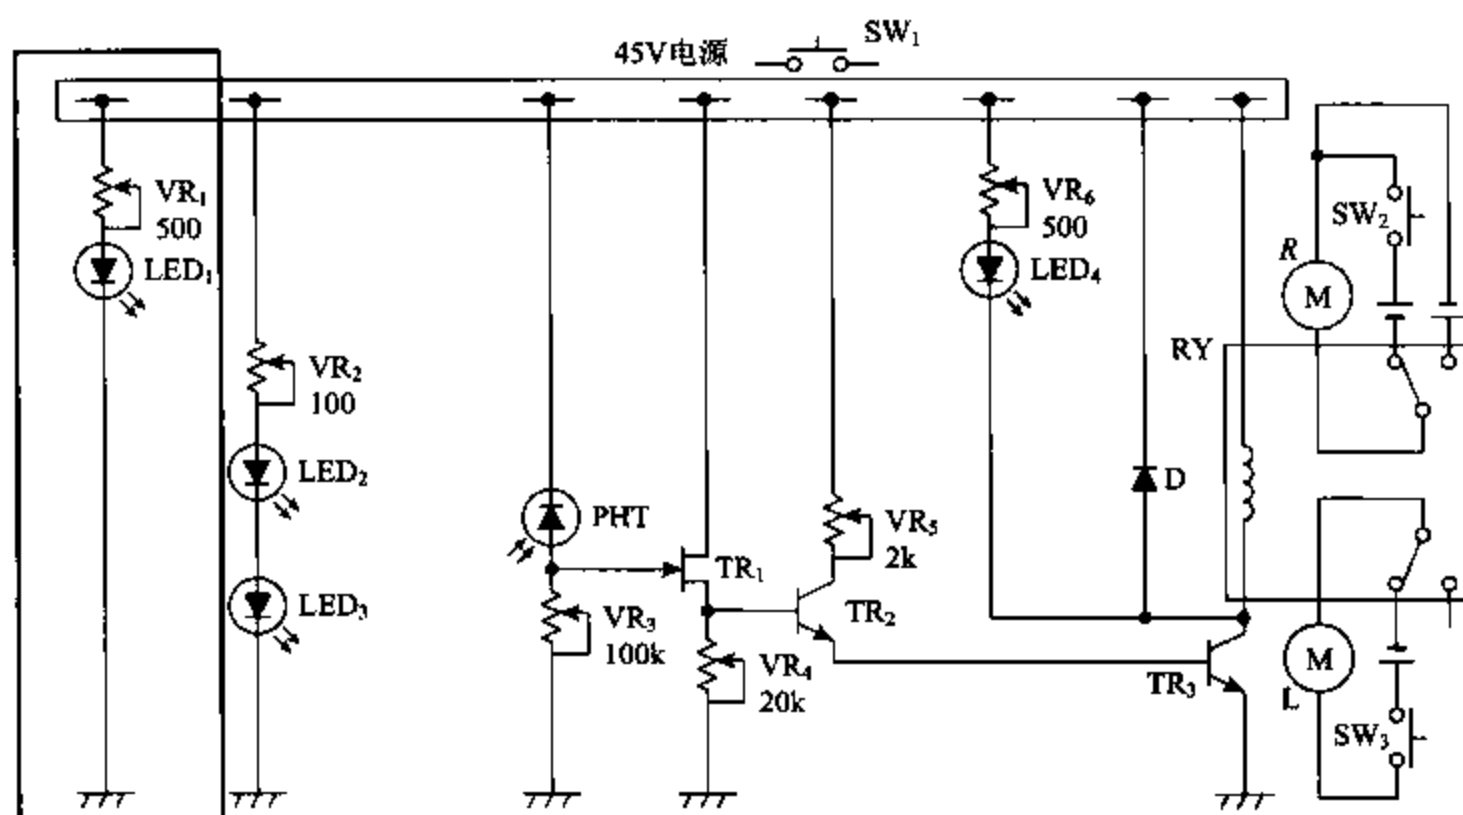 45V电源
SW₁
VR₁
500
LED₁
VR₂
100
LED₂
LED₃
PHT
VR₃
100k
TR₁
VR₄
20k
VR₅
2k
TR₂
VR₆
500
LED₄
D
TR₃
RY
R
M
SW₂
M
L
SW₃